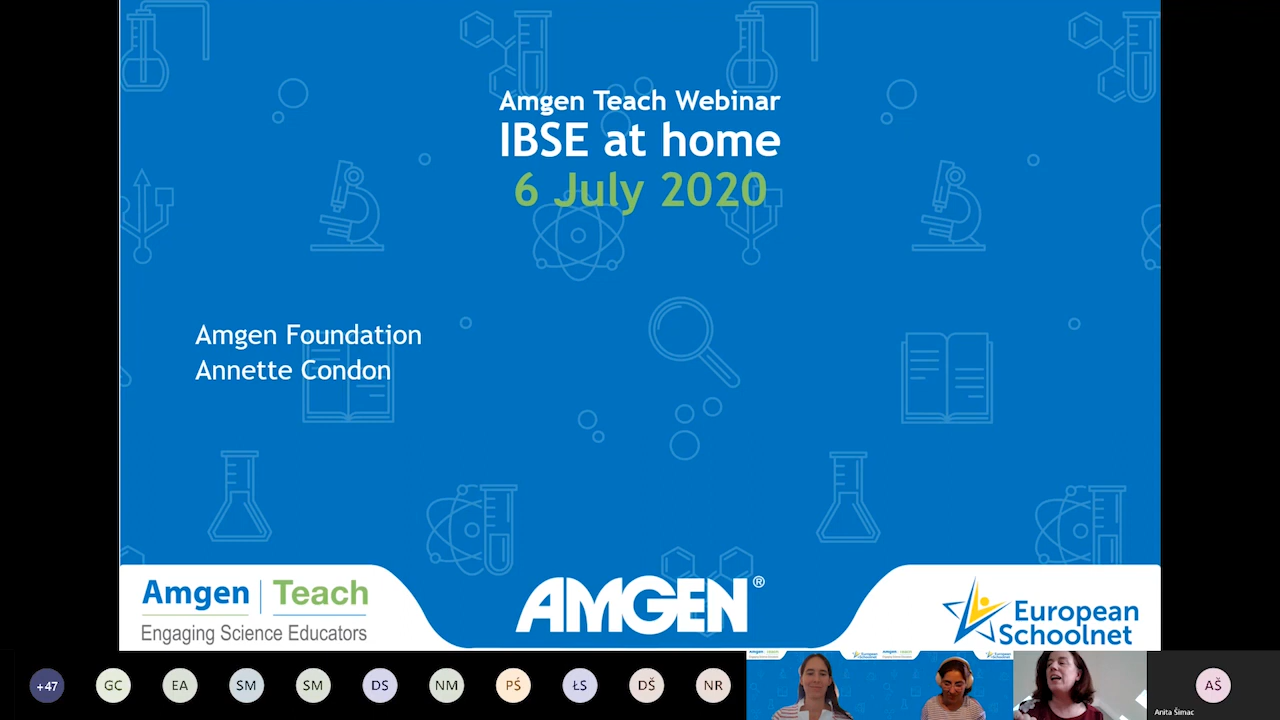 Amgen Teach Webinar
IBSE at home
6 July 2020
Amgen Foundation
Annette Condon
Amgen | Teach
Engaging Science Educators
AMGEN®
European
Schoolnet
+47
GC
EA
SM
SM
DS
NM
PŚ
ŁS
DŠ
NR
AŠ
Anita Šimac